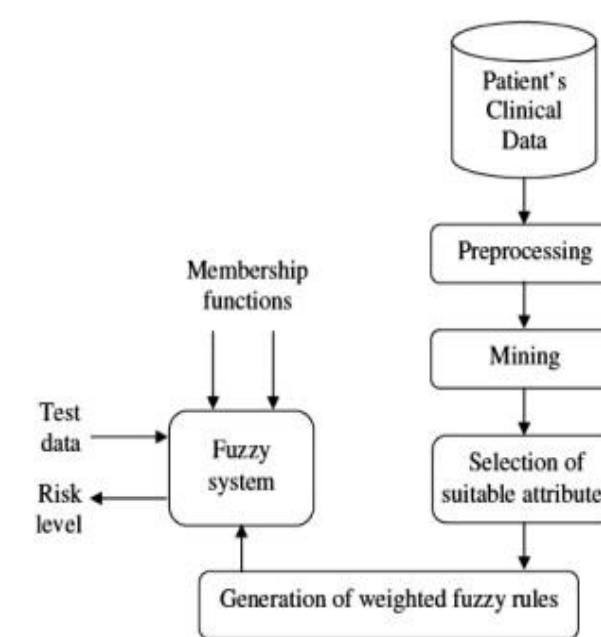 Patient's
Clinical
Data
Preprocessing
Membership
functions
Mining
Test
data
Fuzzy
system
Risk
level
Selection of
suitable attribute
Generation of weighted fuzzy rules